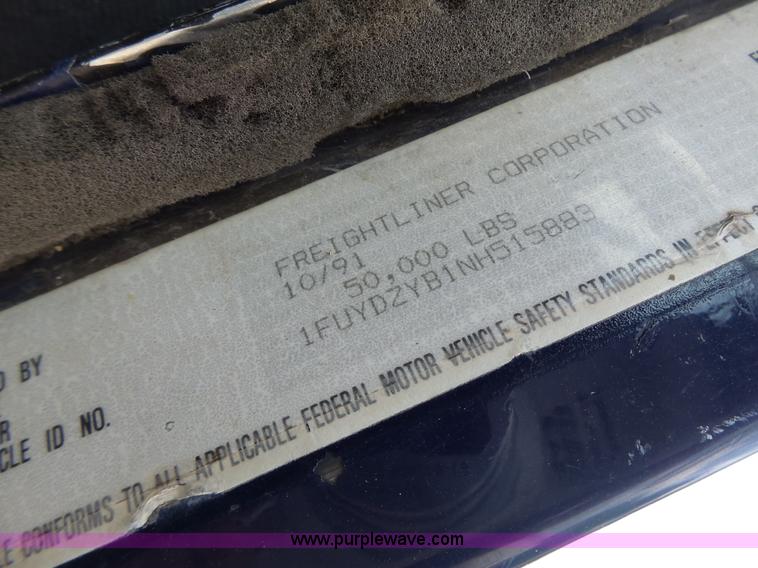 FREIGHTLINER CORPORATION
10/91
50,000 LBS
1FUYDZYB1NH515883
D BY
R
CLE ID NO.
LE CONFORMS TO ALL APPLICABLE FEDERAL MOTOR VEHICLE SAFETY STANDARDS IN EFFECT
www.purplewave.com